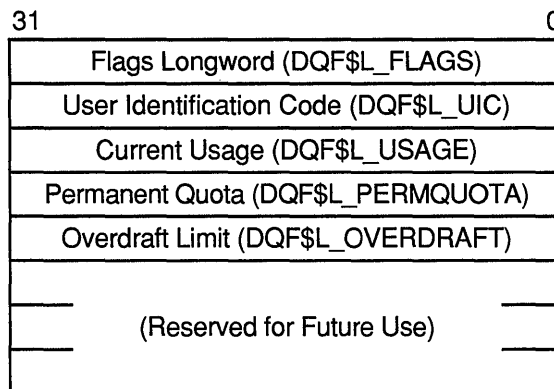 31 0
Flags Longword (DQF$L_FLAGS)
User Identification Code (DQF$L_UIC)
Current Usage (DQF$L_USAGE)
Permanent Quota (DQF$L_PERMQUOTA)
Overdraft Limit (DQF$L_OVERDRAFT)
(Reserved for Future Use)